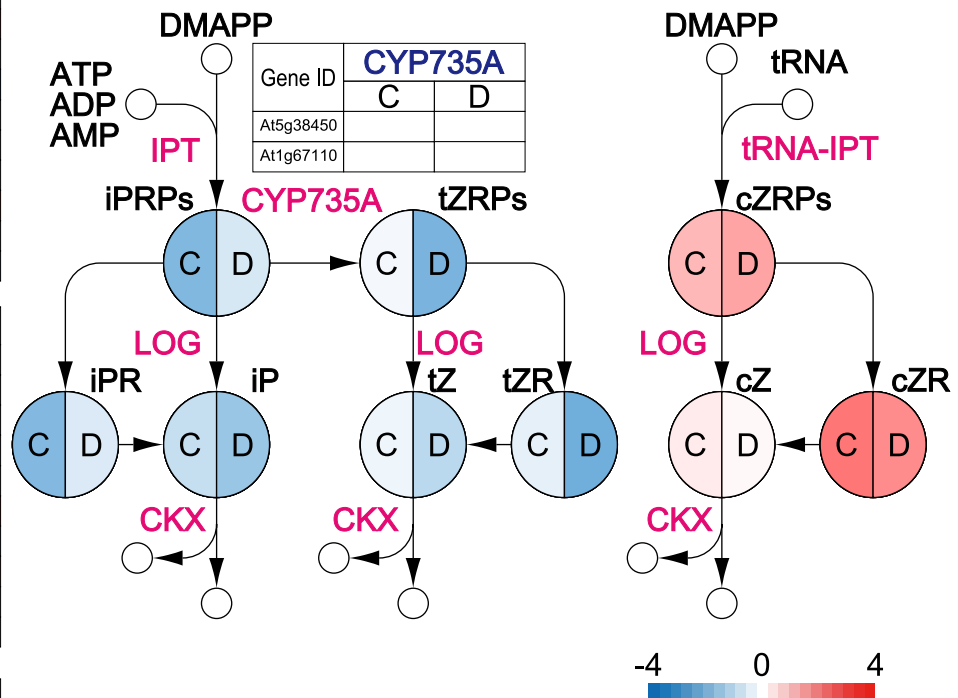 DMAPP
DMAPP
ATP
ADP
AMP
Gene ID
CYP735A
C D
At5g38450
At1g67110
tRNA
IPT
tRNA-IPT
iPRPs
CYP735A
tZRPs
cZRPs
C D
C D
C D
LOG
LOG
LOG
iPR
iP
tZ
tZR
cZ
cZR
C D
C D
C D
C D
C D
C D
CKX
CKX
CKX
-4 0 4